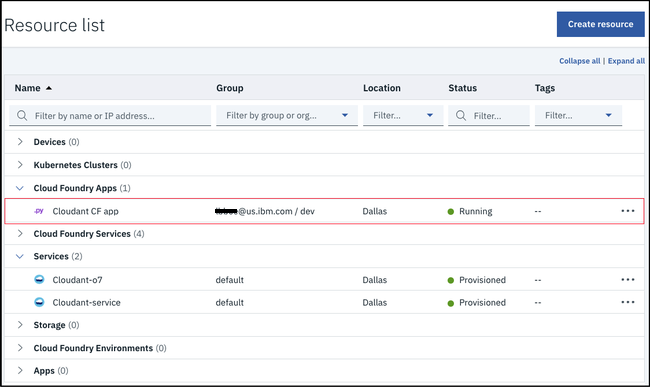 Resource list
Create resource
Collapse all | Expand all
Name Group Location Status Tags
Filter by name or IP address... Filter by group or org... Filter... Filter... Filter...
Devices (0)
Kubernetes Clusters (0)
Cloud Foundry Apps (1)
.py Cloudant CF app @us.ibm.com / dev Dallas Running -- •••
Cloud Foundry Services (4)
Services (2)
Cloudant-o7 default Dallas Provisioned -- •••
Cloudant-service default Dallas Provisioned -- •••
Storage (0)
Cloud Foundry Environments (0)
Apps (0)